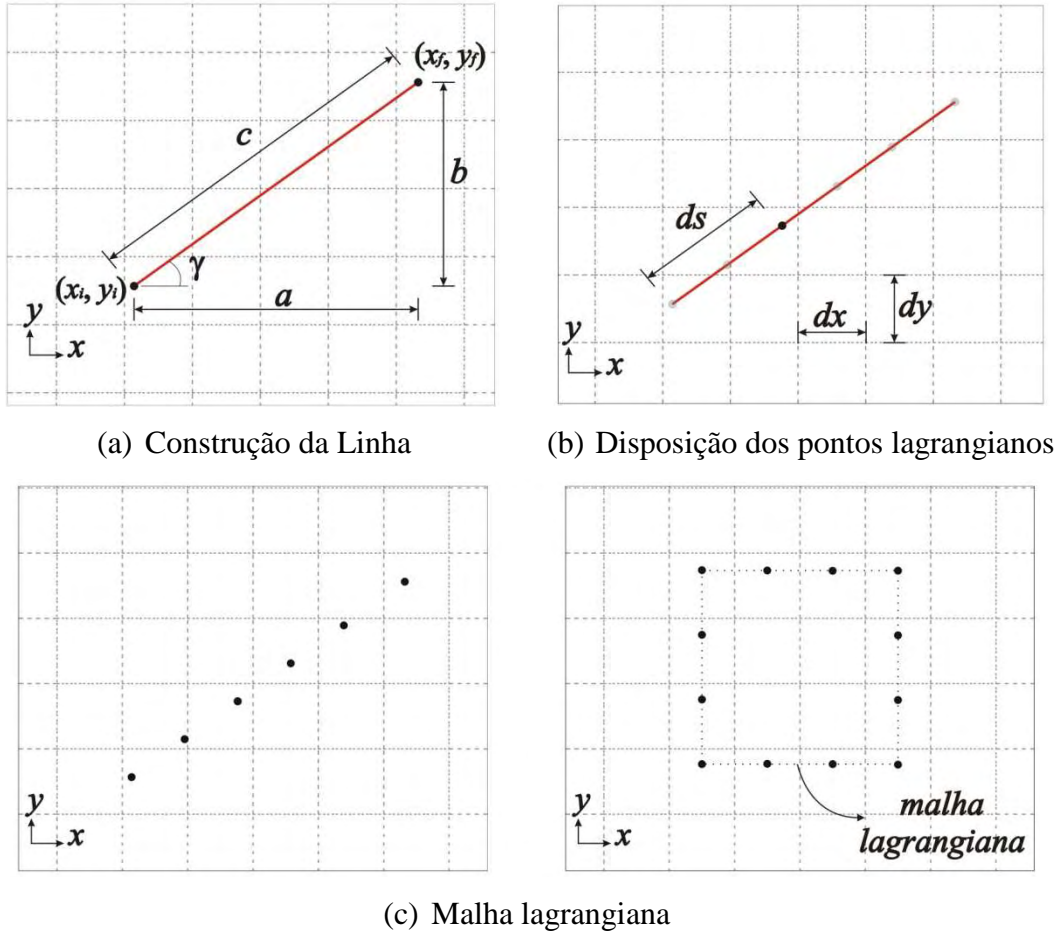 (xf, yf)
c
b
γ
(xi, yi)
a
y
x
(a) Construção da Linha
ds
dx
dy
y
x
(b) Disposição dos pontos lagrangianos
y
x
malha
lagrangiana
y
x
(c) Malha lagrangiana